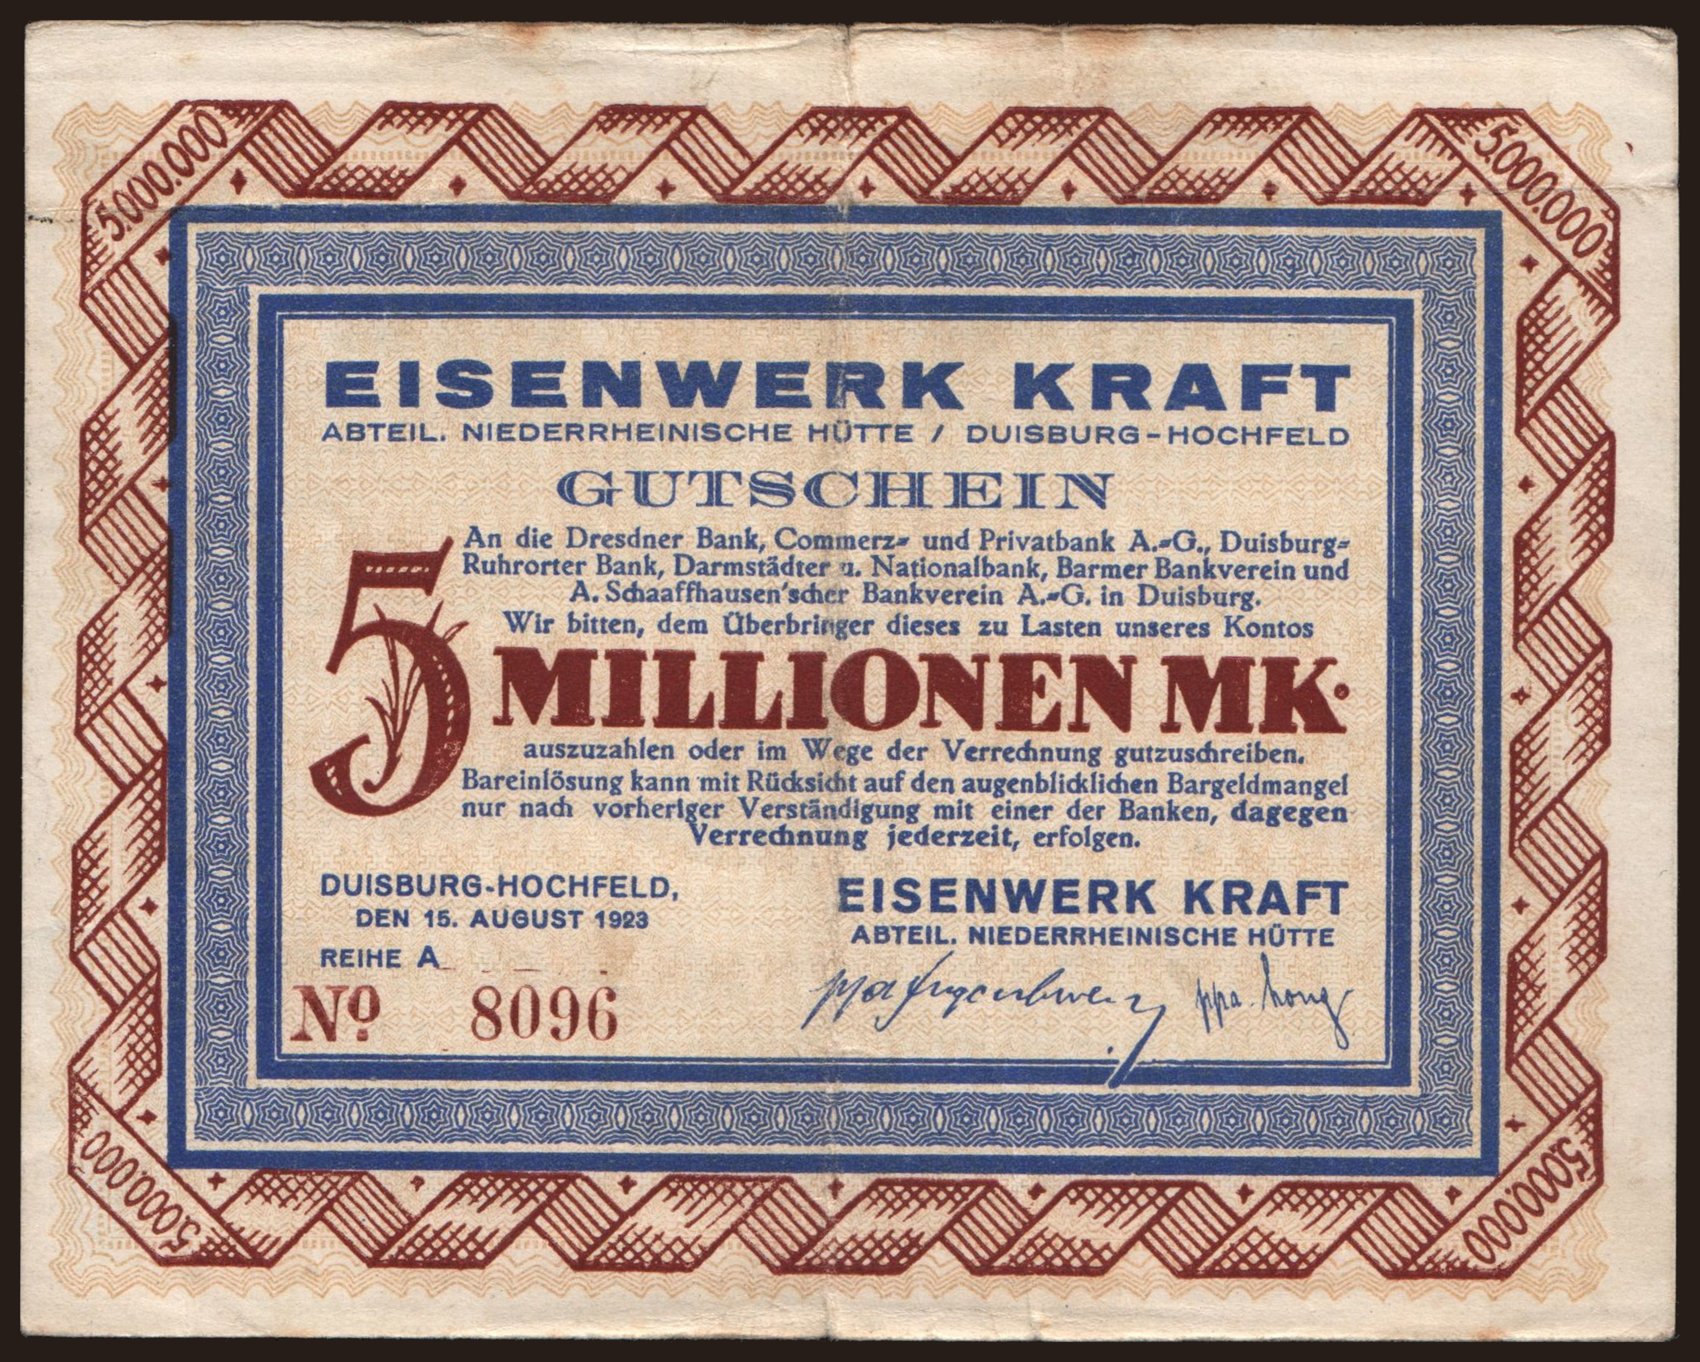 5.000.000
5.000.000
EISENWERK KRAFT
ABTEIL. NIEDERRHEINISCHE HÜTTE / DUISBURG-HOCHFELD
GUTSCHEIN
An die Dresdner Bank, Commerz- und Privatbank A.-G., Duisburg-
Ruhrorter Bank, Darmstädter u. Nationalbank, Barmer Bankverein und
A. Schaaffhausen'scher Bankverein A.-G. in Duisburg.
Wir bitten, dem Überbringer dieses zu Lasten unseres Kontos
5 MILLIONEN MK.
auszuzahlen oder im Wege der Verrechnung gutzuschreiben.
Bareinlösung kann mit Rücksicht auf den augenblicklichen Bargeldmangel
nur nach vorheriger Verständigung mit einer der Banken, dagegen
Verrechnung jederzeit, erfolgen.
DUISBURG-HOCHFELD,
DEN 15. AUGUST 1923
REIHE A
No. 8096
EISENWERK KRAFT
ABTEIL. NIEDERRHEINISCHE HÜTTE
ppa
ppa.
5.000.000
5.000.000